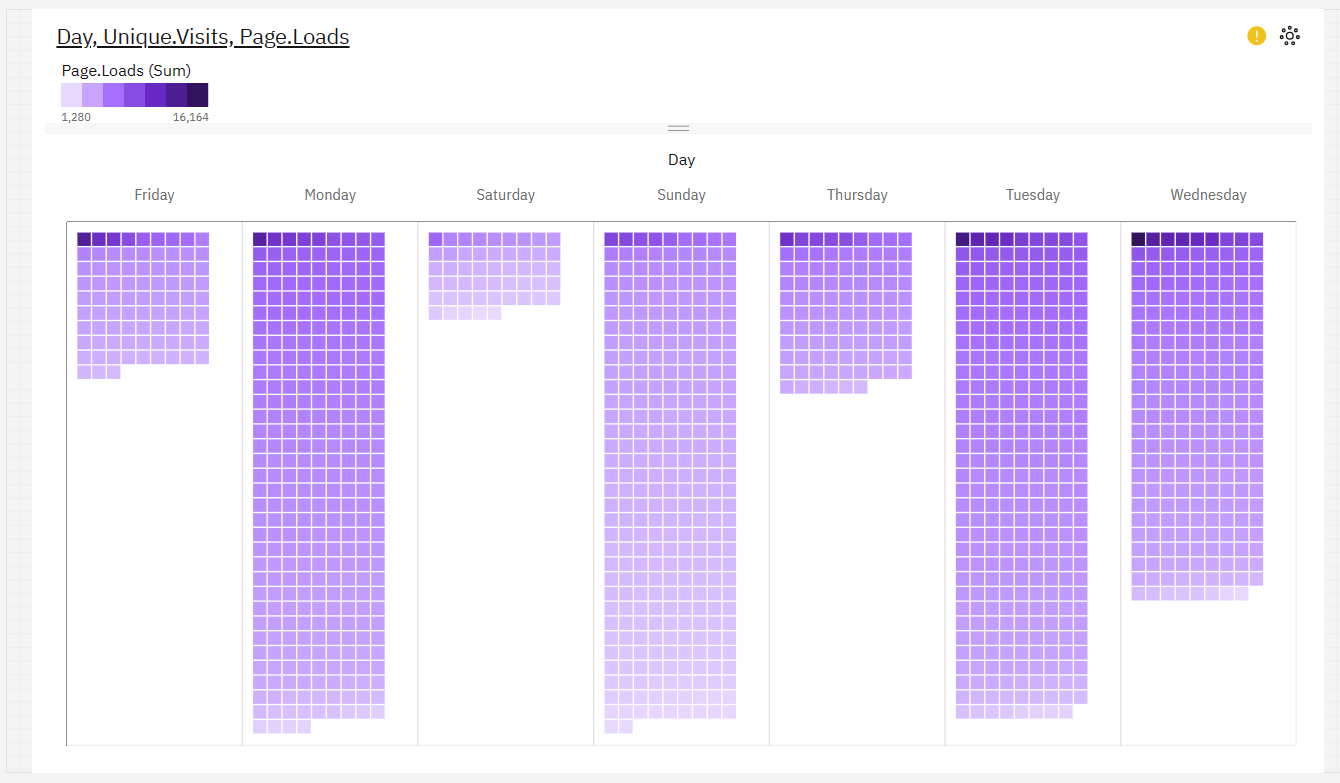 Day, Unique.Visits, Page.Loads
Page.Loads (Sum)
1,280 16,164
Day
Friday Monday Saturday Sunday Thursday Tuesday Wednesday